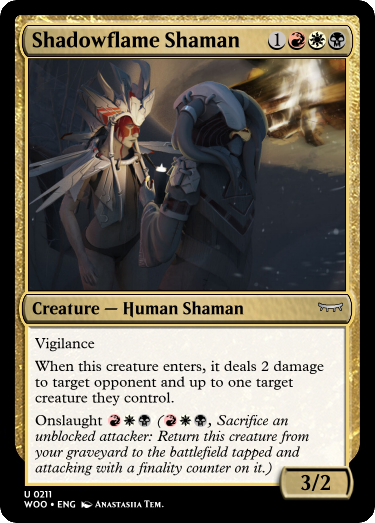 Shadowflame Shaman 1
Creature — Human Shaman
Vigilance
When this creature enters, it deals 2 damage
to target opponent and up to one target
creature they control.
Onslaught (, Sacrifice an
unblocked attacker: Return this creature from
your graveyard to the battlefield tapped and
attacking with a finality counter on it.)
3/2
U 0211
WOO • ENG Anastasia Tem.